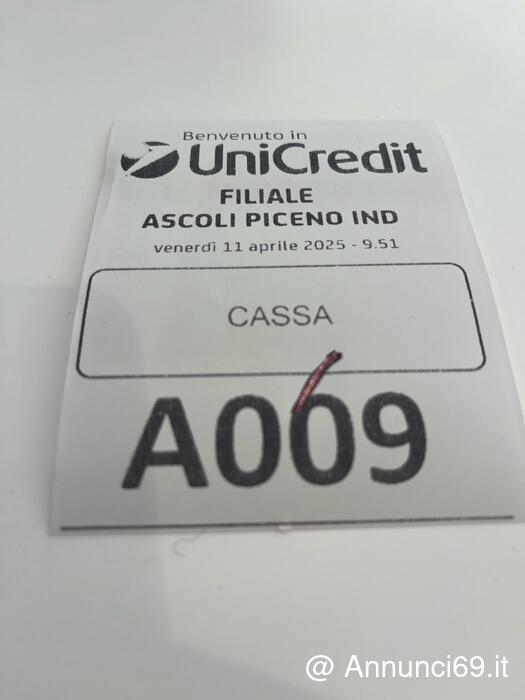 Benvenuto in
UniCredit
FILIALE
ASCOLI PICENO IND
venerdì 11 aprile 2025 - 9.51
CASSA
A009
@ Annunci69.it